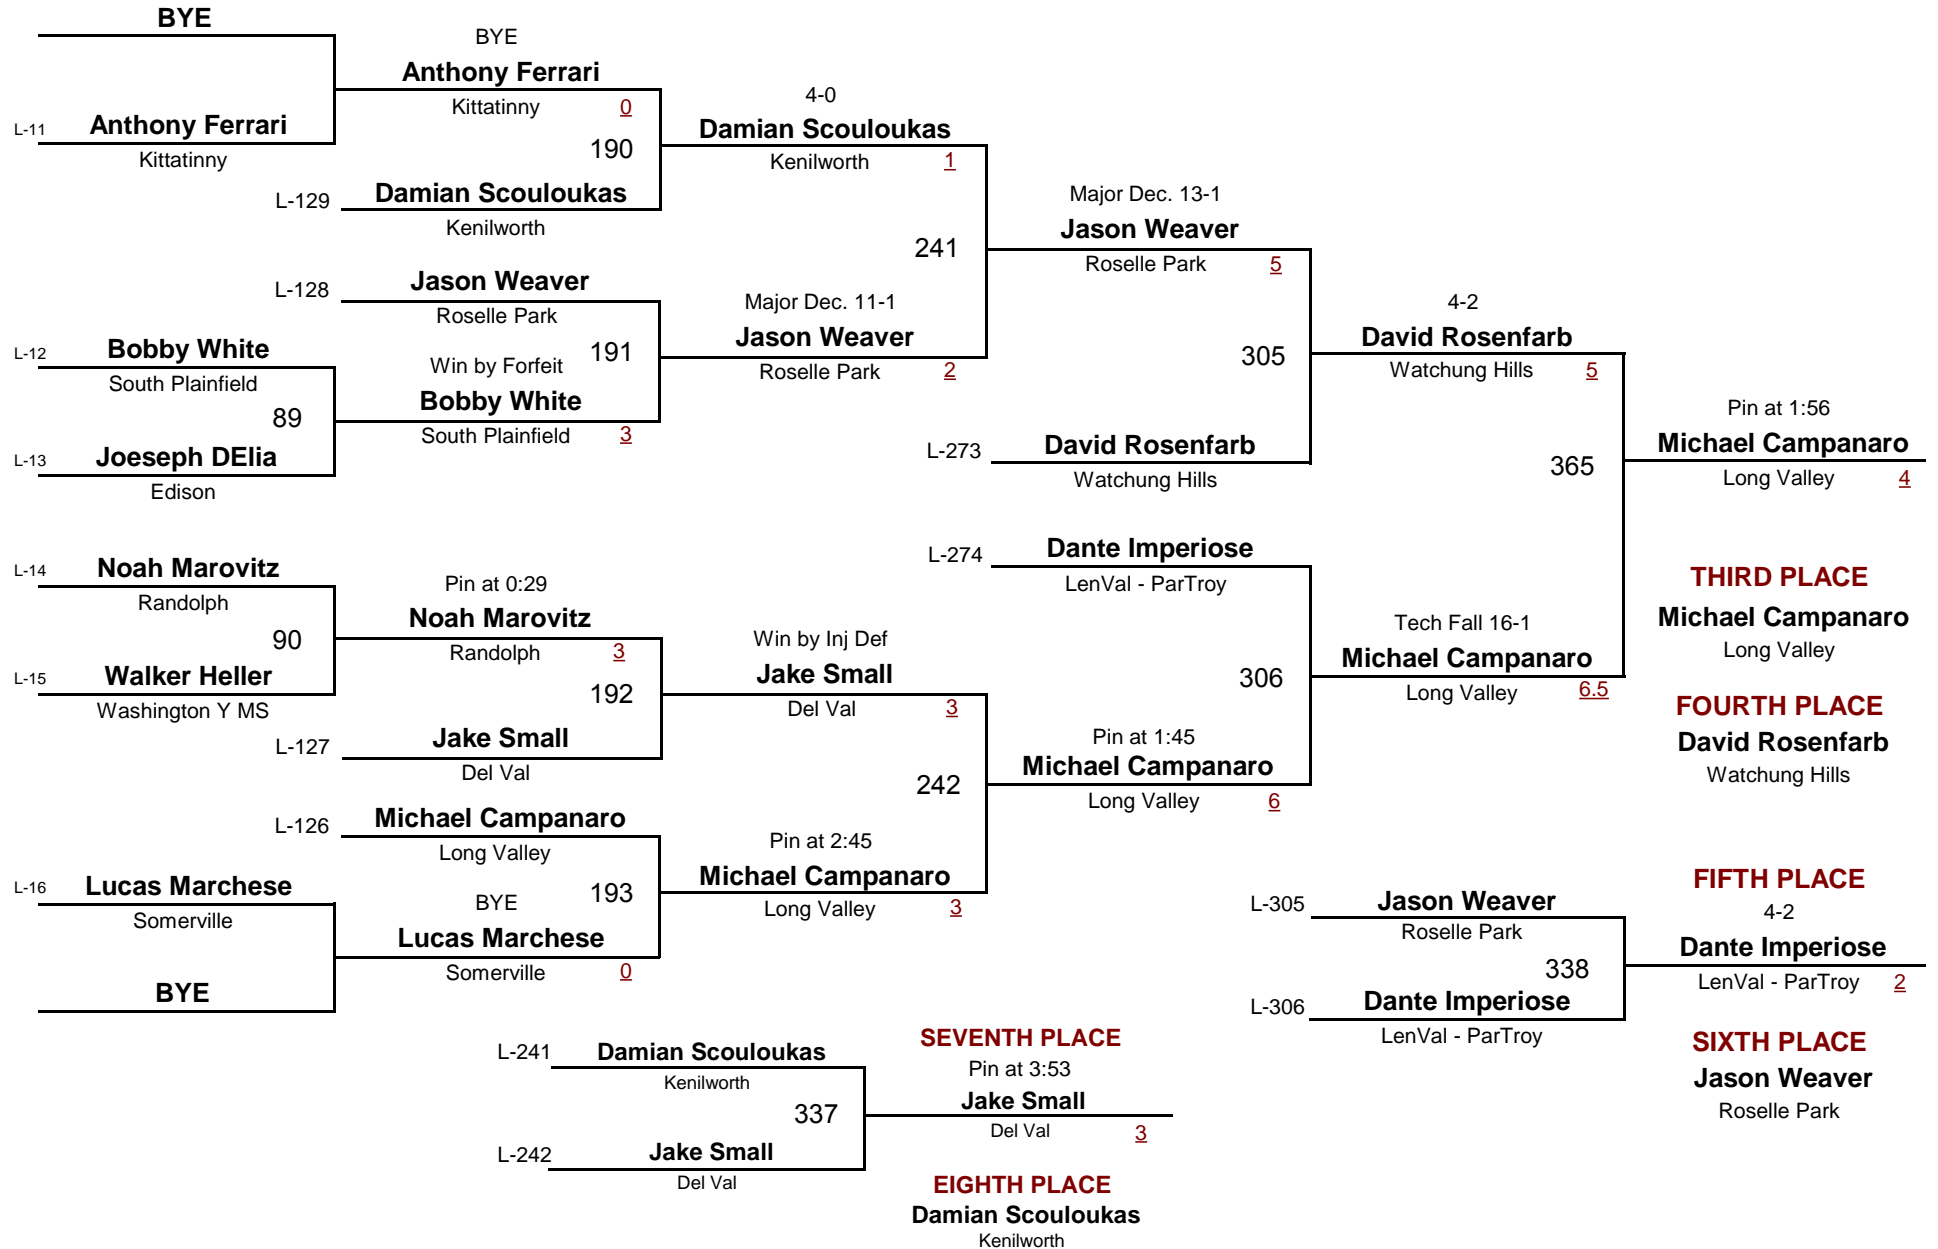 BYE
BYE
Anthony Ferrari
Kittatinny 0
L-11 Anthony Ferrari
Kittatinny
190
4-0
Damian Scouloukas
Kenilworth 1
L-129 Damian Scouloukas
Kenilworth
241
Major Dec. 13-1
Jason Weaver
Roselle Park 5
L-128 Jason Weaver
Roselle Park
191
Major Dec. 11-1
Jason Weaver
Roselle Park 2
L-12 Bobby White
South Plainfield
89
Win by Forfeit
Bobby White
South Plainfield 3
L-13 Joeseph DElia
Edison
305
4-2
David Rosenfarb
Watchung Hills 5
L-273 David Rosenfarb
Watchung Hills
365
Pin at 1:56
Michael Campanaro
Long Valley 4
L-274 Dante Imperiose
LenVal - ParTroy
L-14 Noah Marovitz
Randolph
90
Pin at 0:29
Noah Marovitz
Randolph 3
L-15 Walker Heller
Washington Y MS
192
Win by Inj Def
Jake Small
Del Val 3
L-127 Jake Small
Del Val
306
Tech Fall 16-1
Michael Campanaro
Long Valley 6.5
THIRD PLACE
Michael Campanaro
Long Valley
FOURTH PLACE
David Rosenfarb
Watchung Hills
242
Pin at 1:45
Michael Campanaro
Long Valley 6
L-126 Michael Campanaro
Long Valley
193
Pin at 2:45
Michael Campanaro
Long Valley 3
L-16 Lucas Marchese
Somerville
BYE
Lucas Marchese
Somerville 0
BYE
L-305 Jason Weaver
Roselle Park
338
L-306 Dante Imperiose
LenVal - ParTroy
FIFTH PLACE
4-2
Dante Imperiose
LenVal - ParTroy 2
SIXTH PLACE
Jason Weaver
Roselle Park
L-241 Damian Scouloukas
Kenilworth
337
L-242 Jake Small
Del Val
SEVENTH PLACE
Pin at 3:53
Jake Small
Del Val 3
EIGHTH PLACE
Damian Scouloukas
Kenilworth